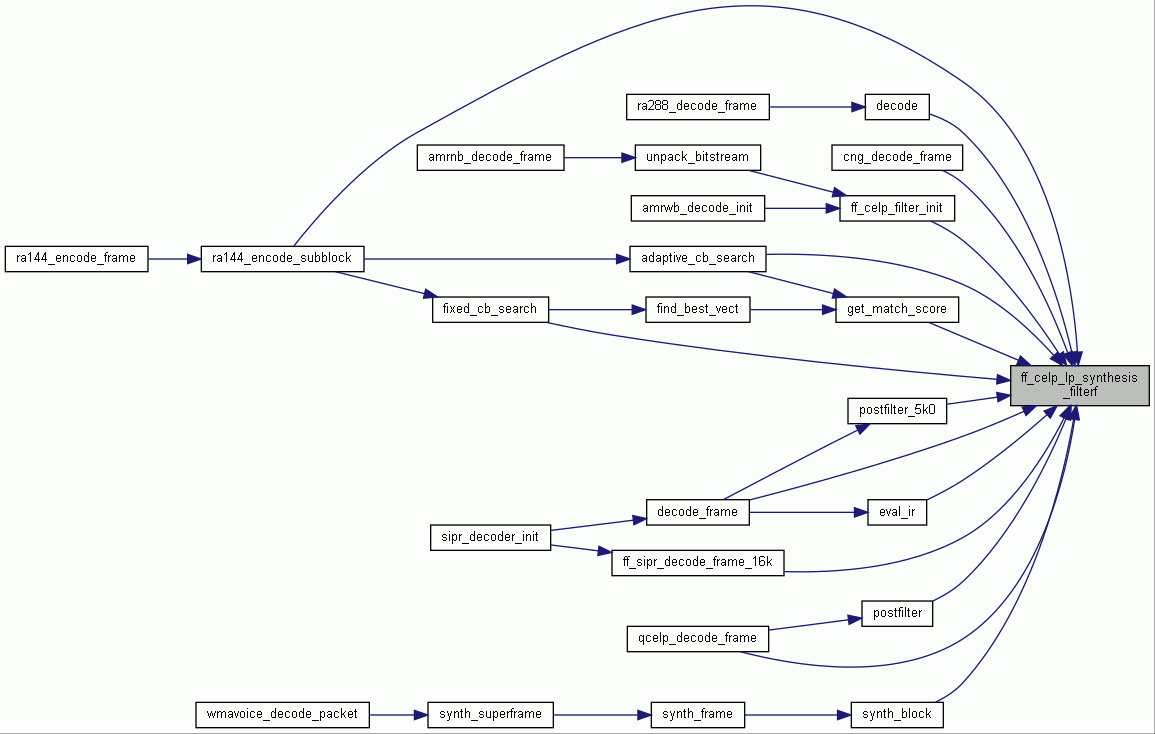 ra288_decode_frame
decode
amrnb_decode_frame
unpack_bitstream
cng_decode_frame
amrwb_decode_init
ff_celp_filter_init
ra144_encode_frame
ra144_encode_subblock
adaptive_cb_search
fixed_cb_search
find_best_vect
get_match_score
ff_celp_lp_synthesis
_filterf
postfilter_5k0
decode_frame
eval_ir
sipr_decoder_init
ff_sipr_decode_frame_16k
postfilter
qcelp_decode_frame
wmavoice_decode_packet
synth_superframe
synth_frame
synth_block